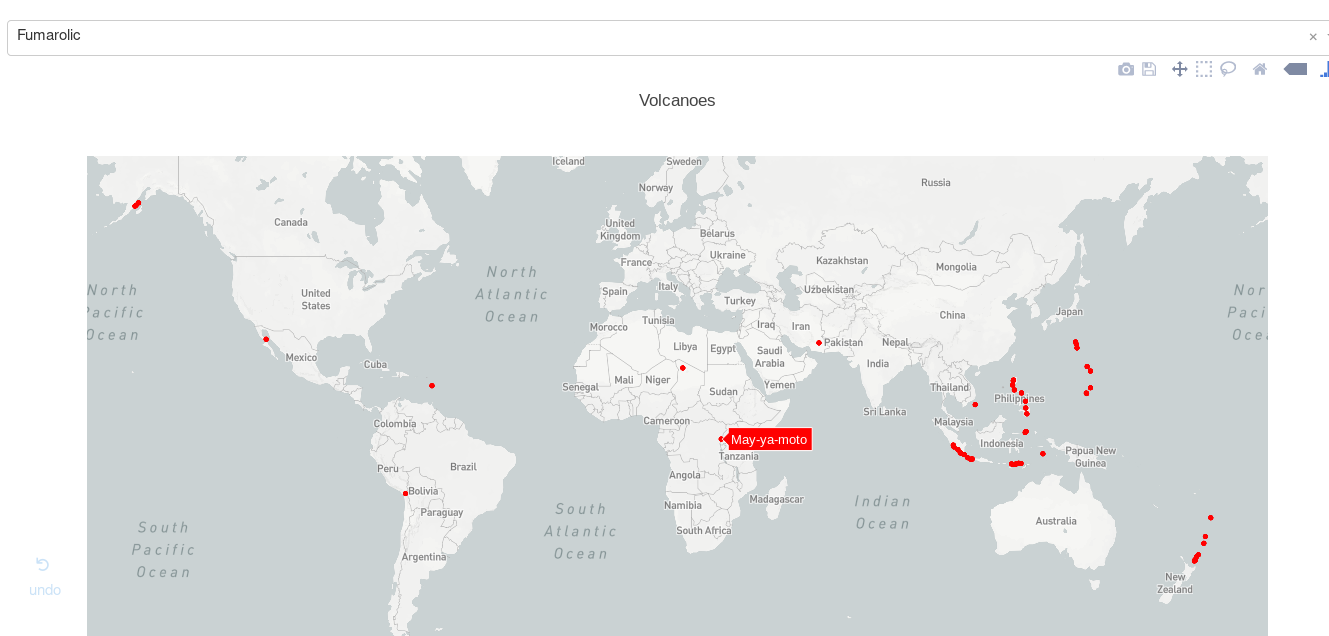 Fumarolic
×
Volcanoes
Iceland
Sweden
Norway
Russia
Canada
United
Kingdom
Belarus
Ukraine
France
Kazakhstan
Mongolia
North
Atlantic
Ocean
North
Pacific
Ocean
Nor
Pacif
Ocea
United
States
Spain
Italy
Uzbekistan
Turkey
China
Japan
Morocco
Tunisia
Iraq
Iran
Pakistan
Nepal
Libya
Egypt
Saudi
Arabia
India
Mexico
Cuba
Senegal
Mali
Niger
Sudan
Yemen
Thailand
Philippines
Sri Lanka
Colombia
Cameroon
Malaysia
May-ya-moto
Indonesia
Tanzania
Papua New
Guinea
Peru
Brazil
Angola
Bolivia
Madagascar
Namibia
Paraguay
South
Atlantic
Ocean
Indian
Ocean
Australia
South Africa
South
Pacific
Ocean
Argentina
New
Zealand
undo